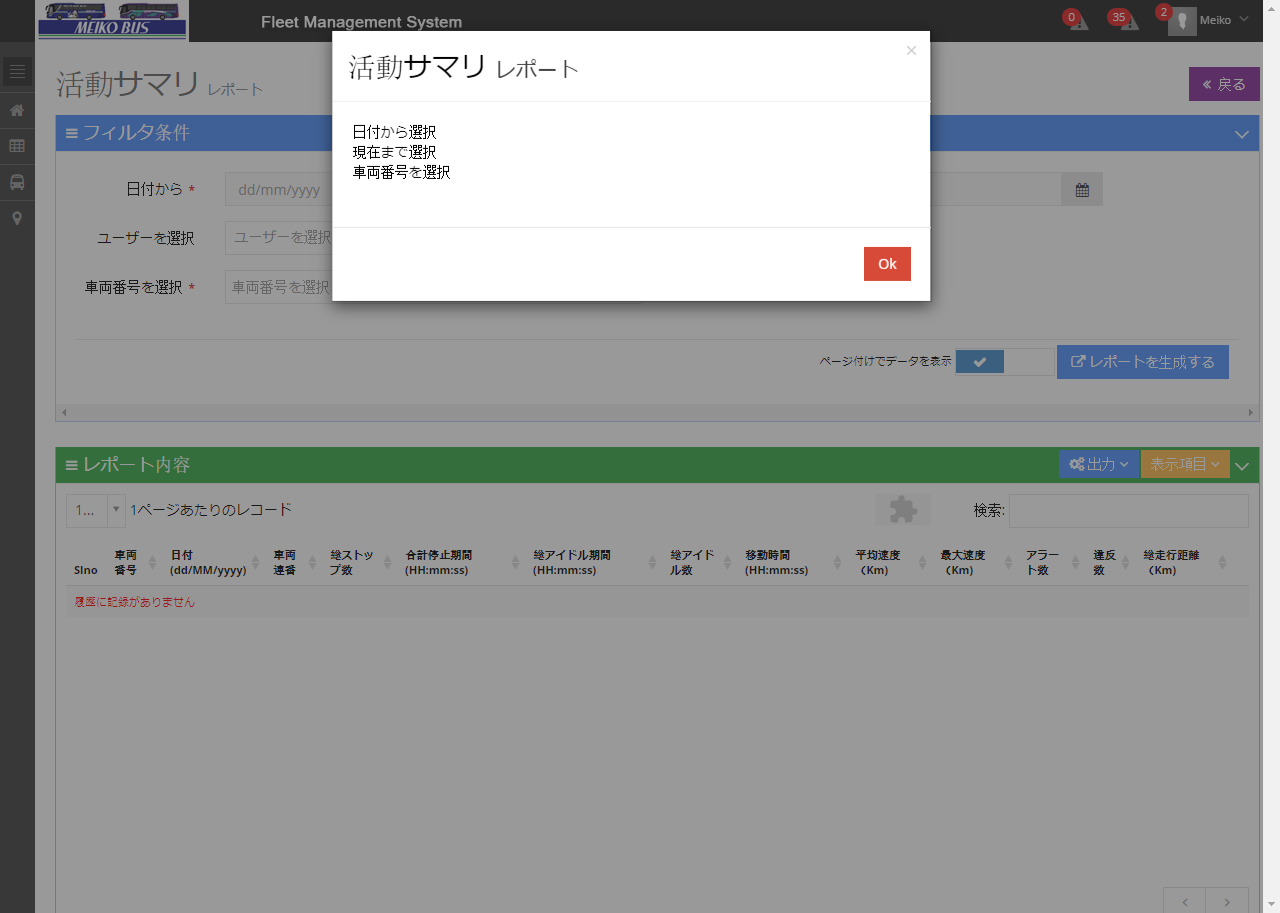 MEIKO BUS
Fleet Management System
0
35
2
Meiko
活動サマリ レポート
×
活動サマリ レポート
戻る
日付から選択
現在まで選択
車両番号を選択
Ok
フィルタ条件
日付から *
dd/mm/yyyy
ユーザーを選択
ユーザーを選択
車両番号を選択 *
車両番号を選択
ページ付けでデータを表示
レポートを生成する
レポート内容
出力
表示項目
1...
1ページあたりのレコード
検索:
Slno
車両
番号
日付
(dd/MM/yyyy)
車両
連番
総ストッ
プ数
合計停止期間
(HH:mm:ss)
総アイドル期間
(HH:mm:ss)
総アイド
ル数
移動時間
(HH:mm:ss)
平均速度
(Km)
最大速度
(Km)
アラー
ト数
違反
数
総走行距離
(Km)
履歴に記録がありません